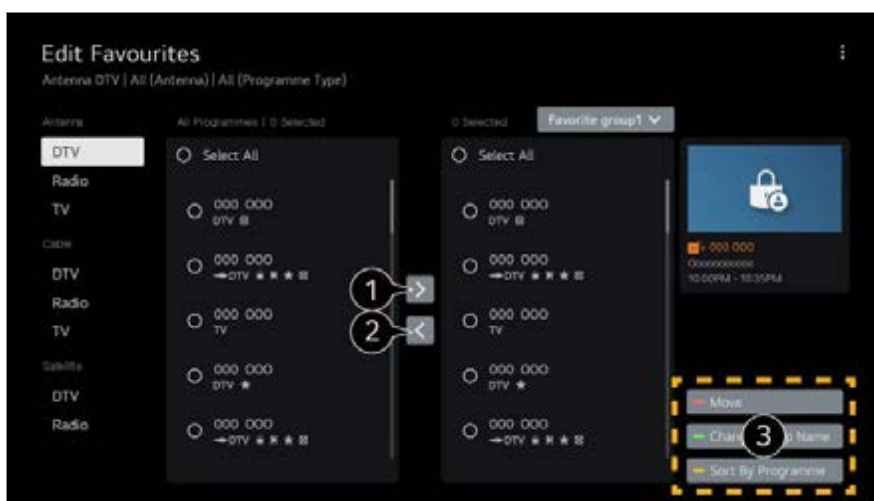 Edit Favourites
Antenna DTV | All (Antenna) | All (Programme Type)
Antenna
DTV
Radio
TV
Cable
DTV
Radio
TV
Satellite
DTV
Radio
All Programmes | 0 Selected
Select All
000 000
DTV
000 000
DTV
000 000
TV
000 000
DTV
000 000
DTV
1
2
0 Selected
Favorite group1
Select All
000 000
DTV
000 000
DTV
000 000
TV
000 000
DTV
000 000
DTV
000 000
10:00PM - 10:35PM
Move
3
Name
Sort By Programme